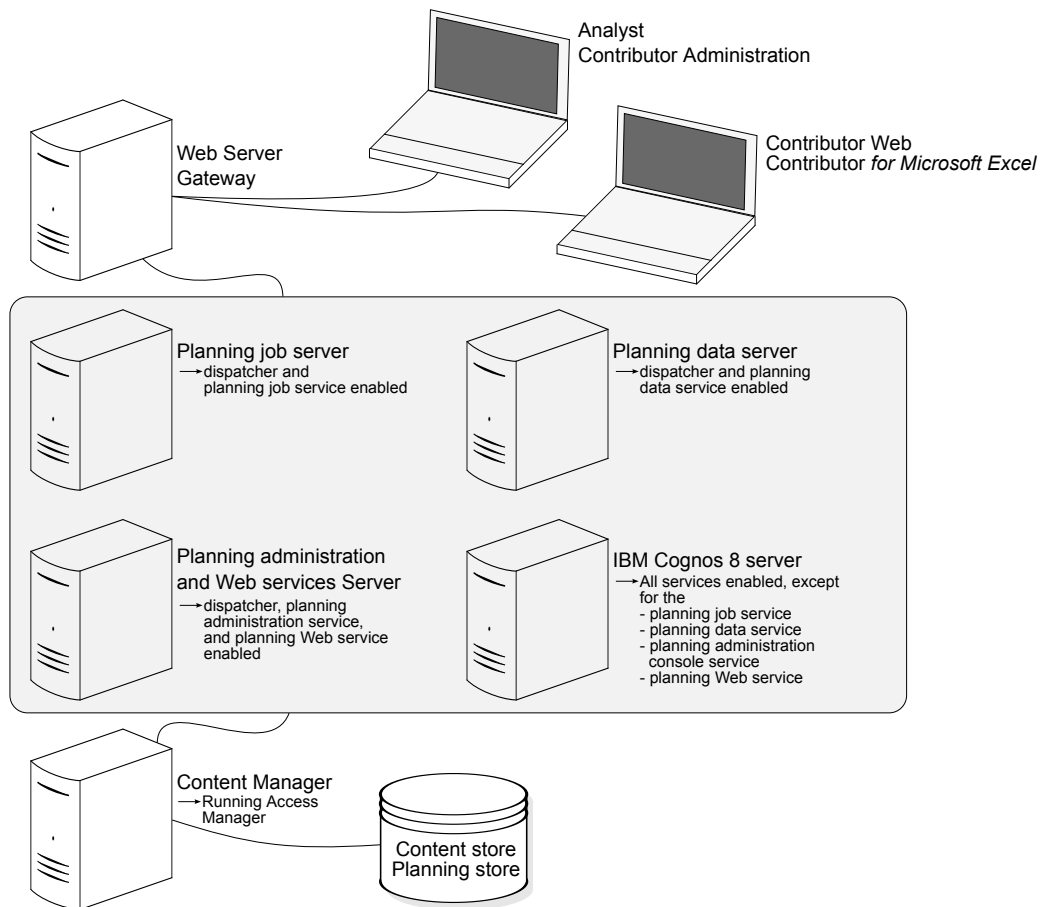 Analyst
Contributor Administration
Web Server
Gateway
Contributor Web
Contributor for Microsoft Excel
Planning job server
→dispatcher and
planning job service enabled
Planning data server
→dispatcher and planning
data service enabled
Planning administration
and Web services Server
→dispatcher, planning
administration service,
and planning Web service
enabled
IBM Cognos 8 server
→All services enabled, except
for the
- planning job service
- planning data service
- planning administration
console service
- planning Web service
Content Manager
→Running Access
Manager
Content store
Planning store